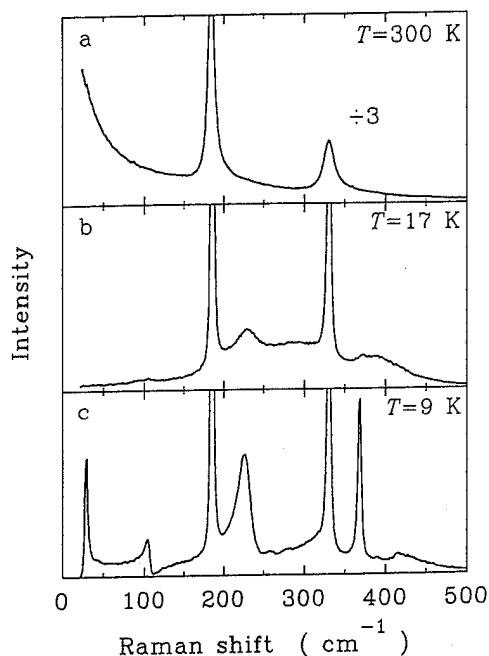 a
T=300 K
÷3
b
T=17 K
c
T=9 K
Intensity
0 100 200 300 400 500
Raman shift ( cm⁻¹ )